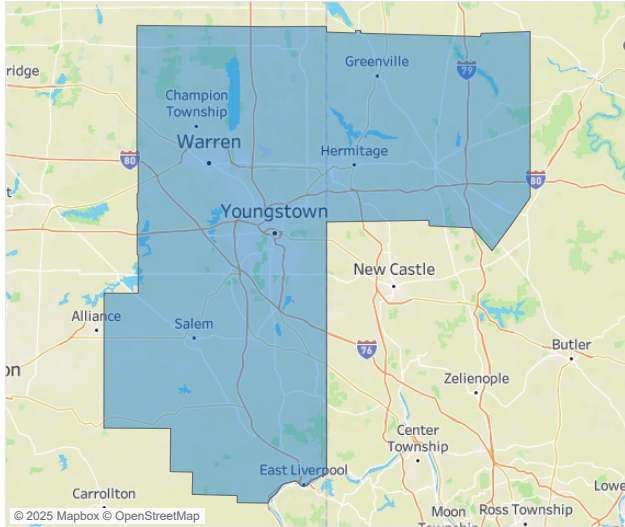 ridge
Greenville
79
Champion
Township
Warren
80
Hermitage
80
t
Youngstown
New Castle
Alliance
Salem
76
Butler
on
Zelienople
Center
Township
East Liverpool
Carrollton
Lowe
Moon
Township
Ross Township
© 2025 Mapbox © OpenStreetMap